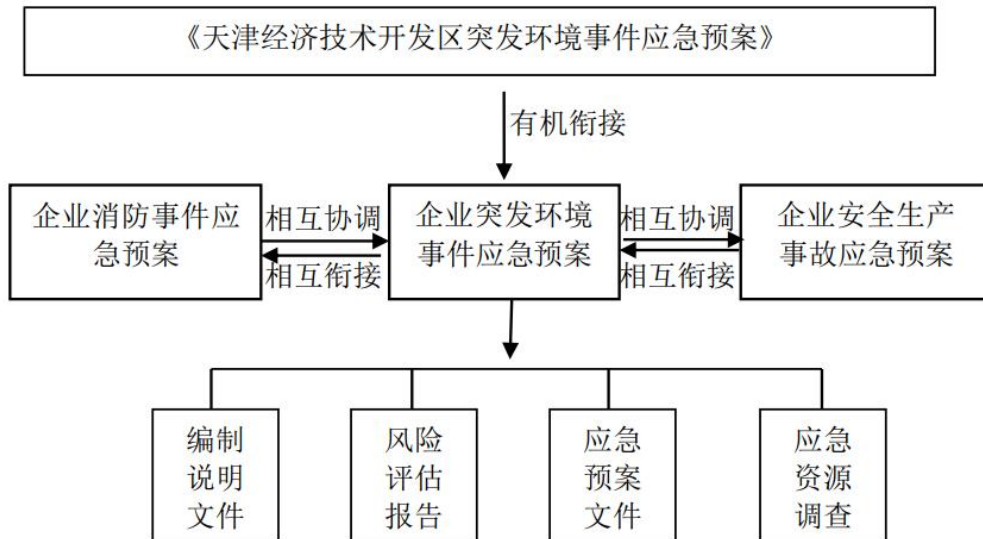 《天津经济技术开发区突发环境事件应急预案》
有机衔接
企业消防事件应
急预案
相互协调
相互衔接
企业突发环境
事件应急预案
相互协调
相互衔接
企业安全生产
事故应急预案
编制
说明
文件
风险
评估
报告
应急
预案
文件
应急
资源
调查